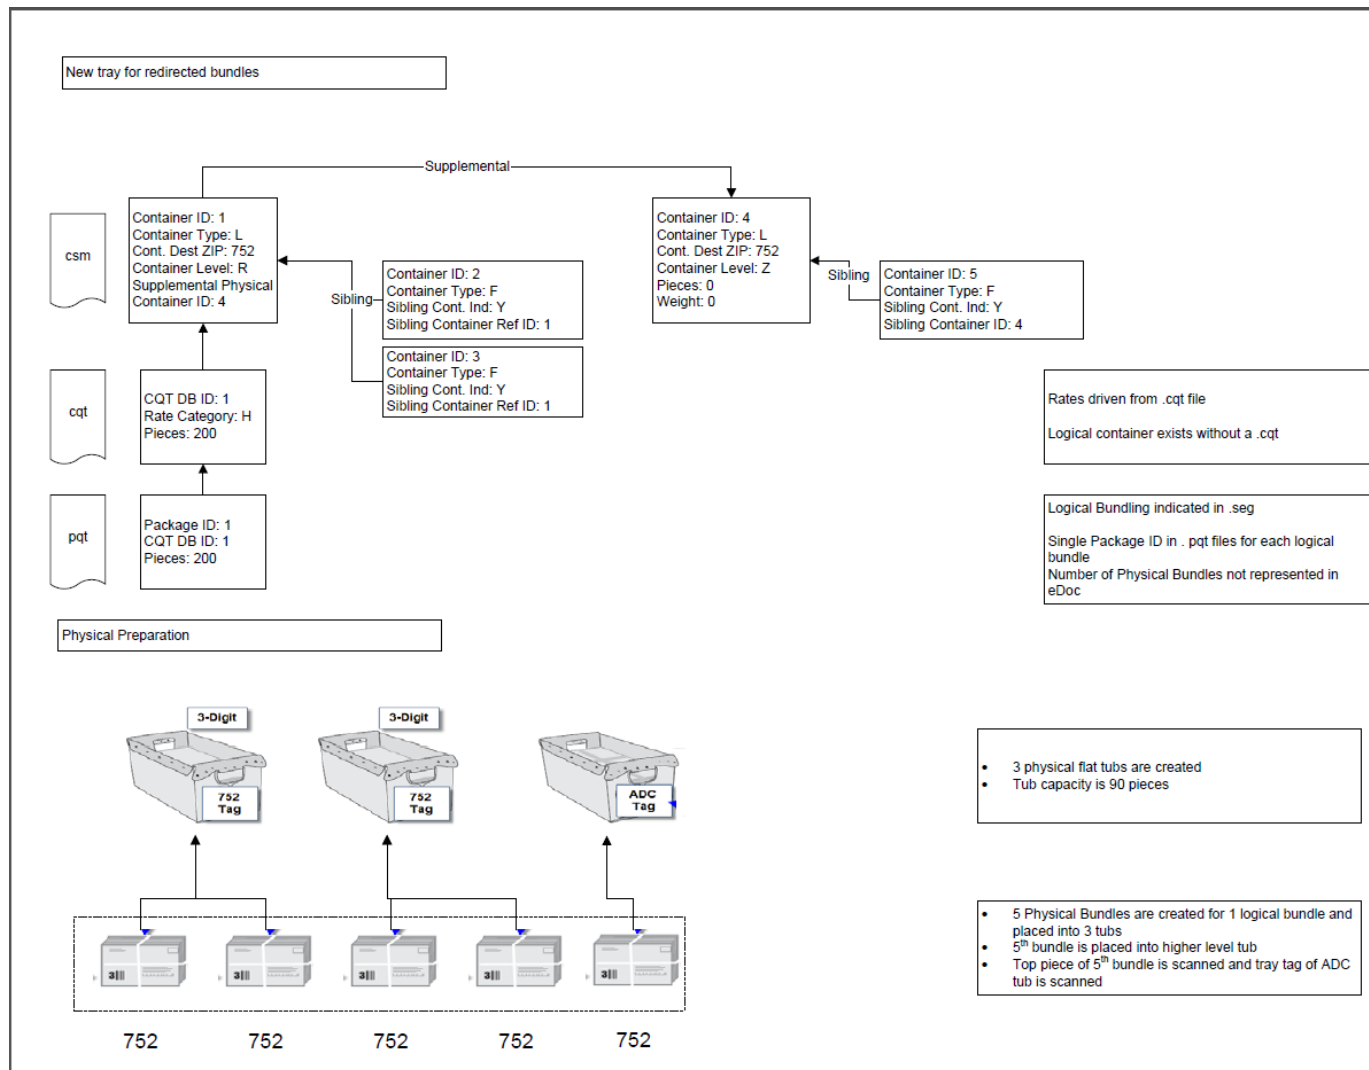 New tray for redirected bundles
Supplemental
csm
Container ID: 1
Container Type: L
Cont. Dest ZIP: 752
Container Level: R
Supplemental Physical
Container ID: 4
Sibling
Container ID: 2
Container Type: F
Sibling Cont. Ind: Y
Sibling Container Ref ID: 1
Container ID: 3
Container Type: F
Sibling Cont. Ind: Y
Sibling Container Ref ID: 1
Container ID: 4
Container Type: L
Cont. Dest ZIP: 752
Container Level: Z
Pieces: 0
Weight: 0
Sibling
Container ID: 5
Container Type: F
Sibling Cont. Ind: Y
Sibling Container ID: 4
cqt
CQT DB ID: 1
Rate Category: H
Pieces: 200
Rates driven from .cqt file
Logical container exists without a .cqt
pqt
Package ID: 1
CQT DB ID: 1
Pieces: 200
Logical Bundling indicated in .seg
Single Package ID in . pqt files for each logical
bundle
Number of Physical Bundles not represented in
eDoc
Physical Preparation
3-Digit
752
Tag
3-Digit
752
Tag
ADC
Tag
• 3 physical flat tubs are created
• Tub capacity is 90 pieces
3
3
3
3
3
752
752
752
752
752
• 5 Physical Bundles are created for 1 logical bundle and
placed into 3 tubs
• 5th bundle is placed into higher level tub
• Top piece of 5th bundle is scanned and tray tag of ADC
tub is scanned